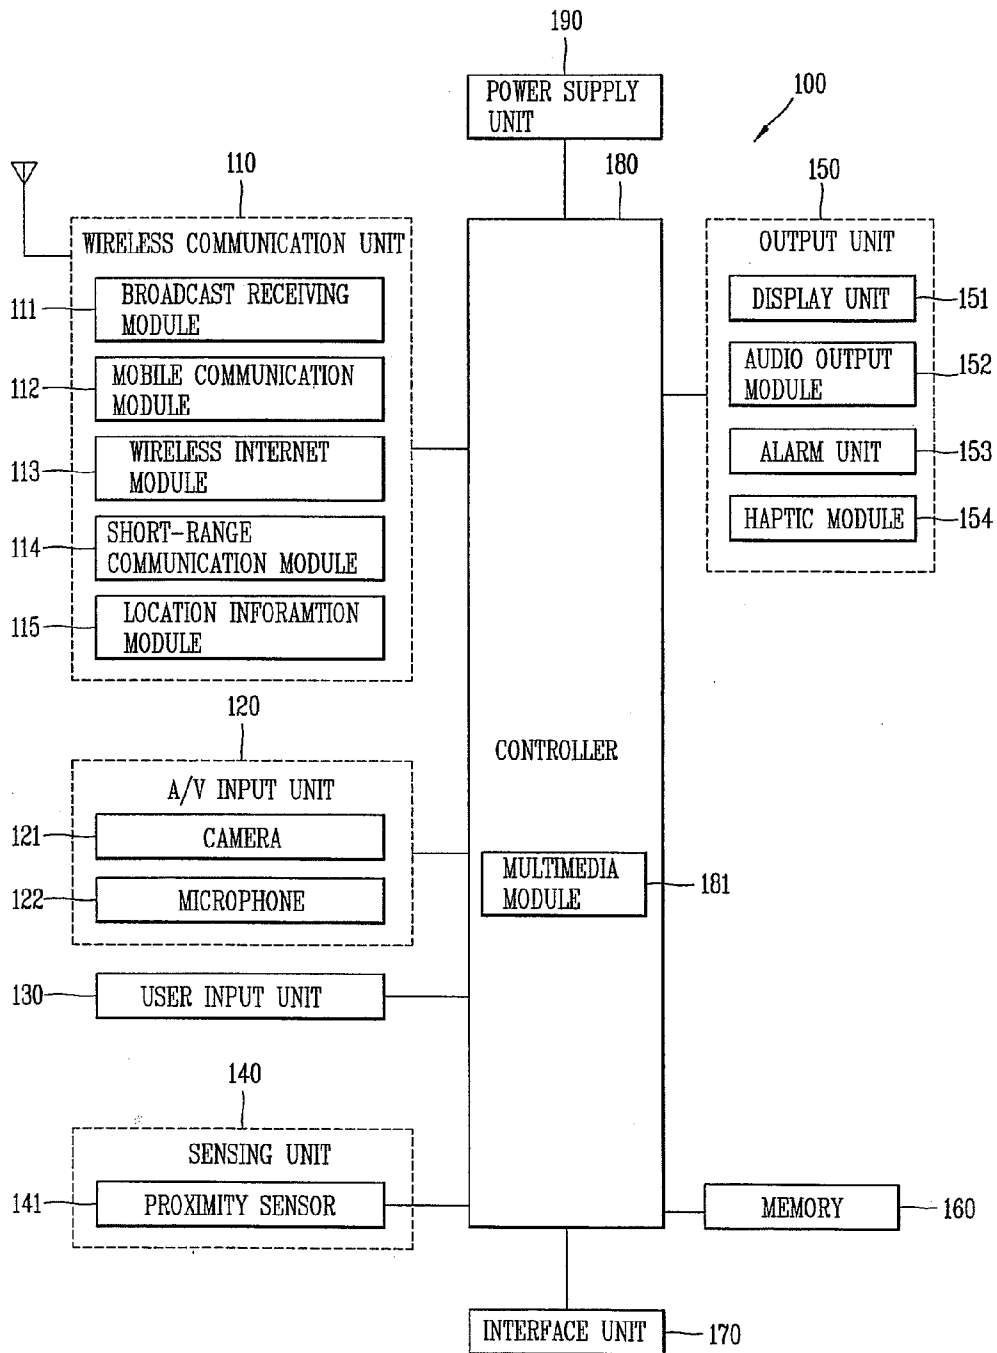 190
POWER SUPPLY
UNIT
100
110
180
150
WIRELESS COMMUNICATION UNIT
111
BROADCAST RECEIVING
MODULE
112
MOBILE COMMUNICATION
MODULE
113
WIRELESS INTERNET
MODULE
114
SHORT-RANGE
COMMUNICATION MODULE
115
LOCATION INFORAMTION
MODULE
OUTPUT UNIT
DISPLAY UNIT
151
AUDIO OUTPUT
MODULE
152
ALARM UNIT
153
HAPTIC MODULE
154
120
A/V INPUT UNIT
121
CAMERA
122
MICROPHONE
130
USER INPUT UNIT
140
SENSING UNIT
141
PROXIMITY SENSOR
CONTROLLER
MULTIMEDIA
MODULE
181
MEMORY
160
INTERFACE UNIT
170